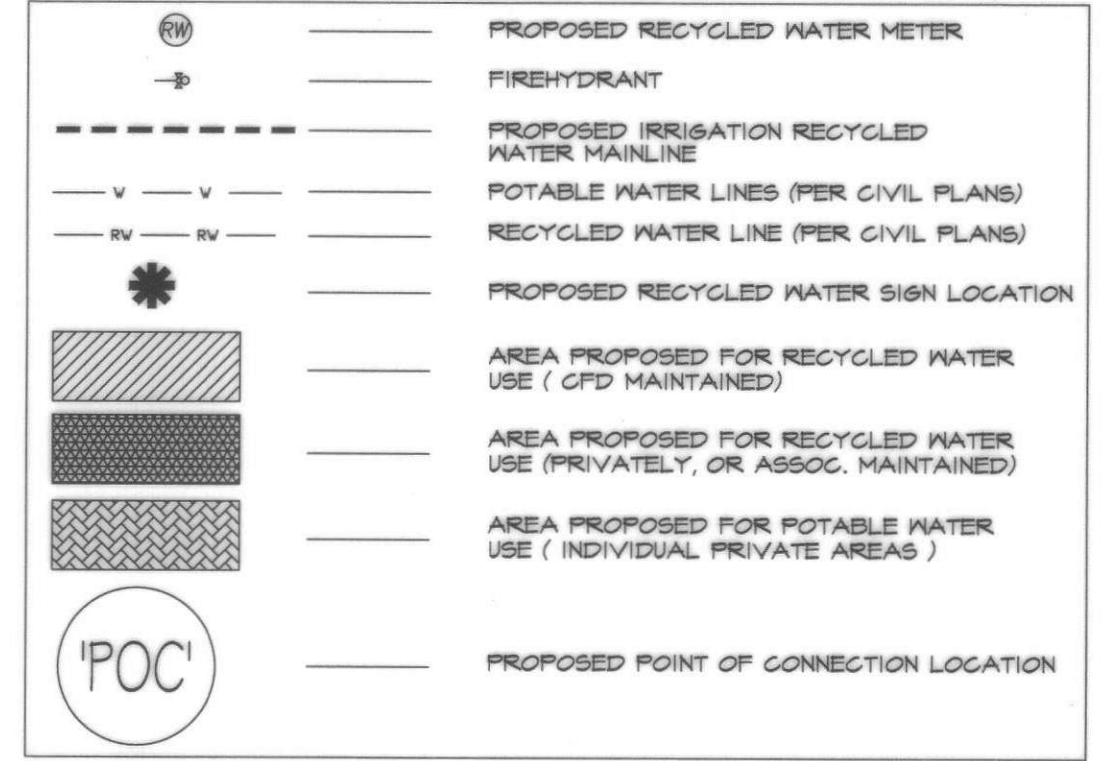 RW PROPOSED RECYCLED WATER METER
FIREHYDRANT
PROPOSED IRRIGATION RECYCLED
WATER MAINLINE
W W POTABLE WATER LINES (PER CIVIL PLANS)
RW RW RECYCLED WATER LINE (PER CIVIL PLANS)
PROPOSED RECYCLED WATER SIGN LOCATION
AREA PROPOSED FOR RECYCLED WATER
USE ( CFD MAINTAINED)
AREA PROPOSED FOR RECYCLED WATER
USE (PRIVATELY, OR ASSOC. MAINTAINED)
AREA PROPOSED FOR POTABLE WATER
USE ( INDIVIDUAL PRIVATE AREAS )
'POC' PROPOSED POINT OF CONNECTION LOCATION